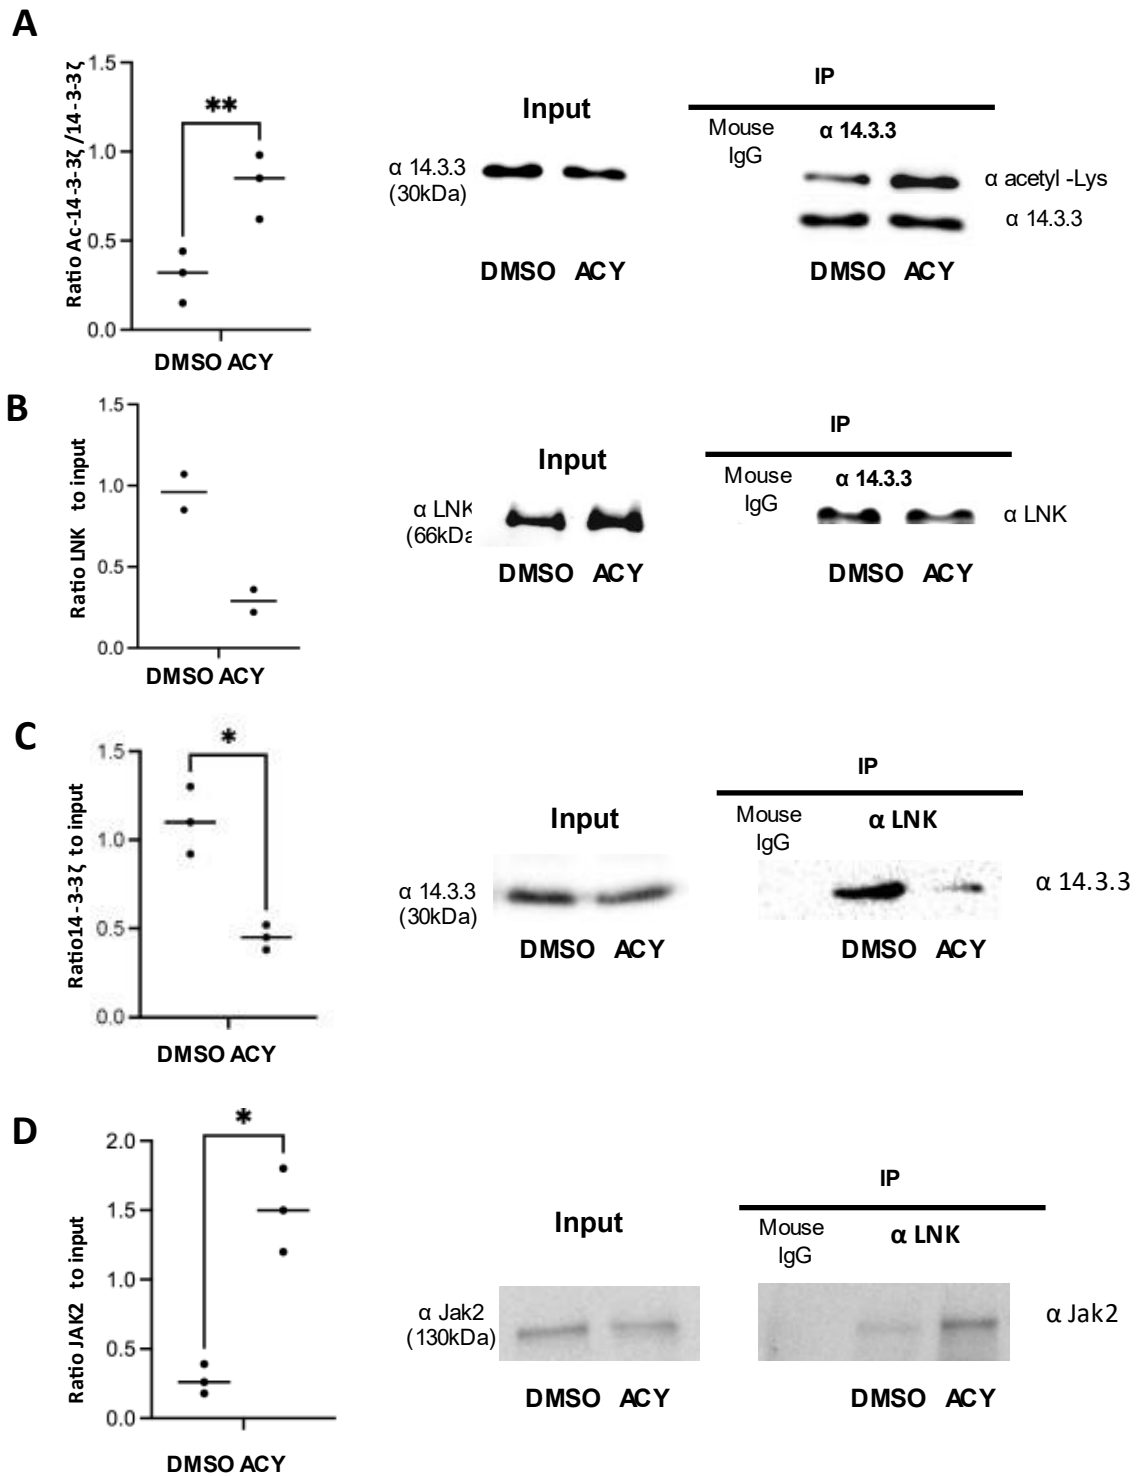 A
Ratio Ac-14-3-3ζ/14-3-3ζ
1.5
1.0
0.5
0.0
**
DMSO ACY
Input
α 14.3.3
(30kDa)
DMSO ACY
IP
Mouse
IgG
α 14.3.3
α acetyl -Lys
α 14.3.3
DMSO ACY
B
Ratio LNK to input
1.5
1.0
0.5
0.0
DMSO ACY
Input
α LNK
(66kDa
DMSO ACY
IP
Mouse
IgG
α 14.3.3
α LNK
DMSO ACY
C
Ratio14-3-3ζ to input
1.5
1.0
0.5
0.0
*
DMSO ACY
Input
α 14.3.3
(30kDa)
DMSO ACY
IP
Mouse
IgG
α LNK
α 14.3.3
DMSO ACY
D
Ratio JAK2 to input
2.0
1.5
1.0
0.5
0.0
*
DMSO ACY
Input
α Jak2
(130kDa)
DMSO ACY
IP
Mouse
IgG
α LNK
α Jak2
DMSO ACY